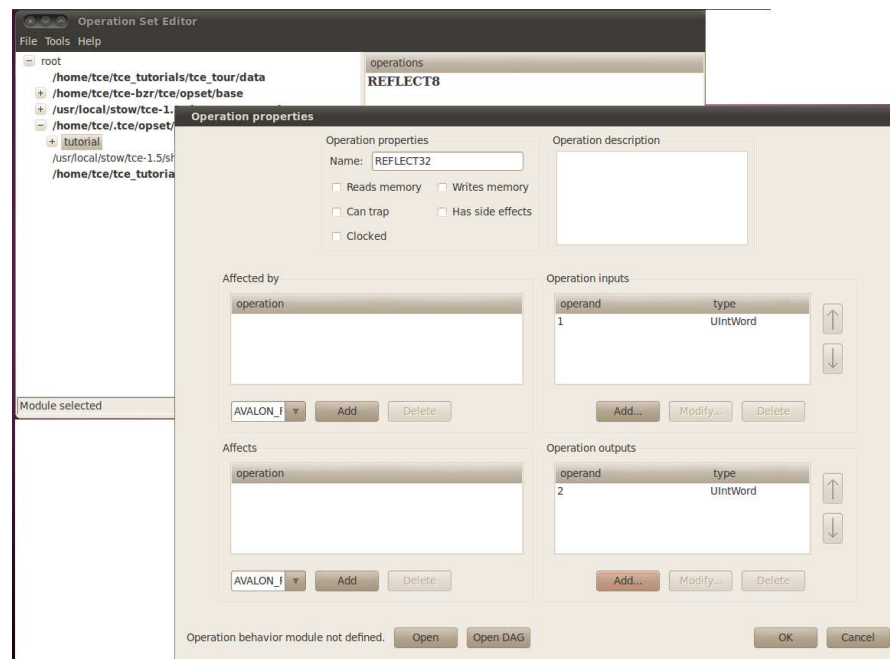 Operation Set Editor
File Tools Help
root
/home/tce/tce_tutorials/tce_tour/data
/home/tce/tce-bzr/tce/opset/base
/usr/local/stow/tce-1.
/home/tce/.tce/opset/
tutorial
/usr/local/stow/tce-1.5/sh
/home/tce/tce_tutoria
operations
REFLECT8
Module selected
Operation properties
Operation properties
Name: REFLECT32
Reads memory Writes memory
Can trap Has side effects
Clocked
Operation description
Affected by
operation
AVALON_F Add Delete
Operation inputs
operand type
1 UIntWord
Add... Modify... Delete
Affects
operation
AVALON_F Add Delete
Operation outputs
operand type
2 UIntWord
Add... Modify... Delete
Operation behavior module not defined. Open Open DAG OK Cancel